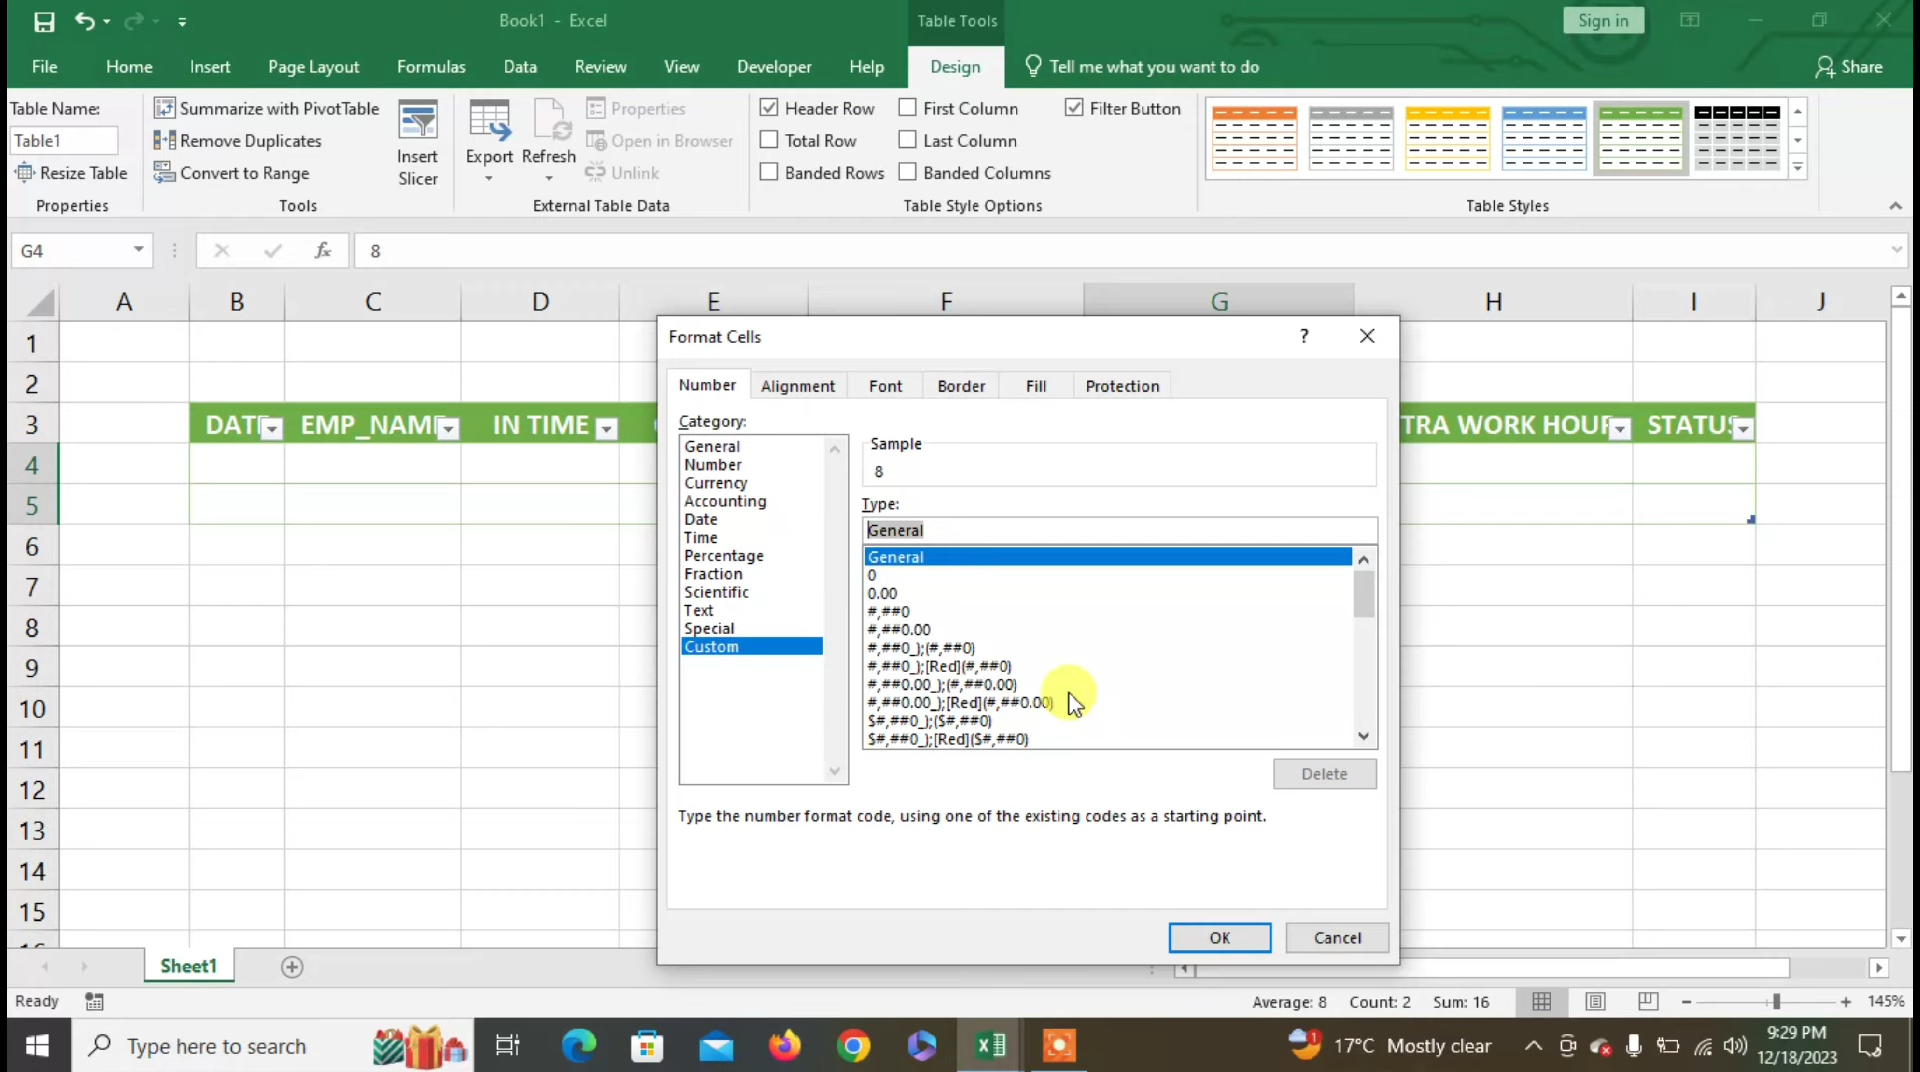 Book1 - Excel
Table Tools
Sign in
File Home Insert Page Layout Formulas Data Review View Developer Help Design Tell me what you want to do Share
Table Name:
Table1
Resize Table
Properties
Summarize with PivotTable
Remove Duplicates
Convert to Range
Tools
Insert
Slicer
Export
Refresh
Properties
Open in Browser
Unlink
External Table Data
Header Row
Total Row
Banded Rows
First Column
Last Column
Banded Columns
Filter Button
Table Style Options
Table Styles
G4
fx
8
A B C D E F G H I J
1
2
3 DATE EMP_NAME IN TIME TRA WORK HOUR STATUS
4
5
6
7
8
9
10
11
12
13
14
15
Format Cells
?
Number Alignment Font Border Fill Protection
Category:
General
Number
Currency
Accounting
Date
Time
Percentage
Fraction
Scientific
Text
Special
Custom
Sample
8
Type:
General
General
0
0.00
#,##0
#,##0.00
#,##0_);(#,##0)
#,##0_);[Red](#,##0)
#,##0.00_);(#,##0.00)
#,##0.00_);[Red](#,##0.00)
$#,##0_);($#,##0)
$#,##0_);[Red]($#,##0)
Delete
Type the number format code, using one of the existing codes as a starting point.
OK
Cancel
Sheet1
Ready
Average: 8 Count: 2 Sum: 16
145%
Type here to search
17°C Mostly clear
9:29 PM
12/18/2023